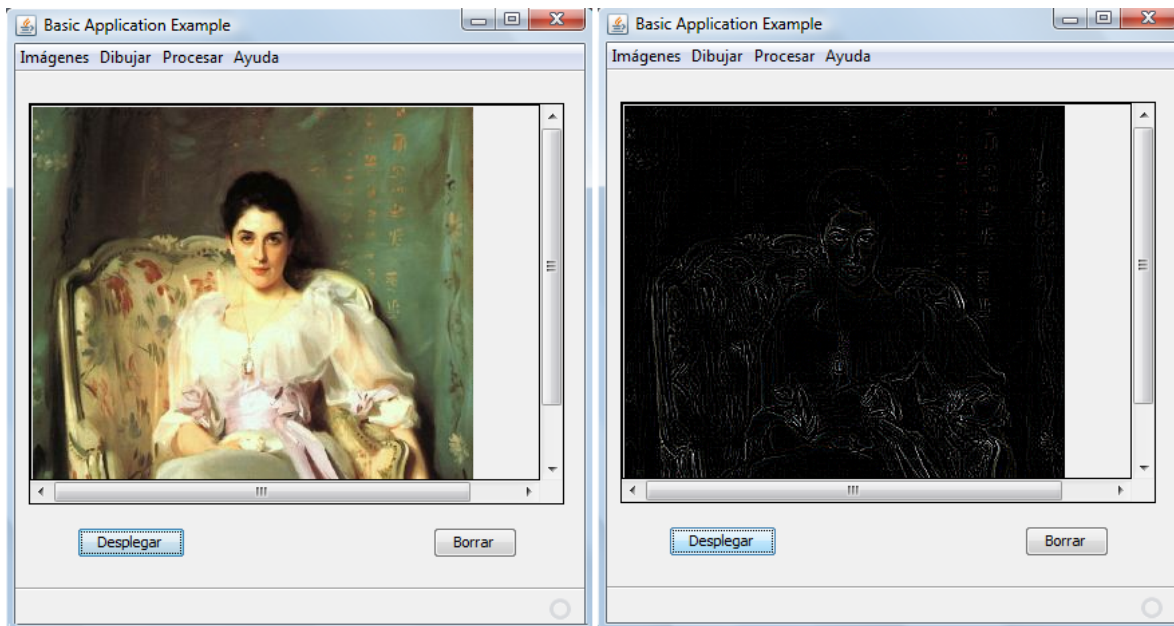 Basic Application Example
Imágenes Dibujar Procesar Ayuda
Desplegar
Borrar
Basic Application Example
Imágenes Dibujar Procesar Ayuda
Desplegar
Borrar